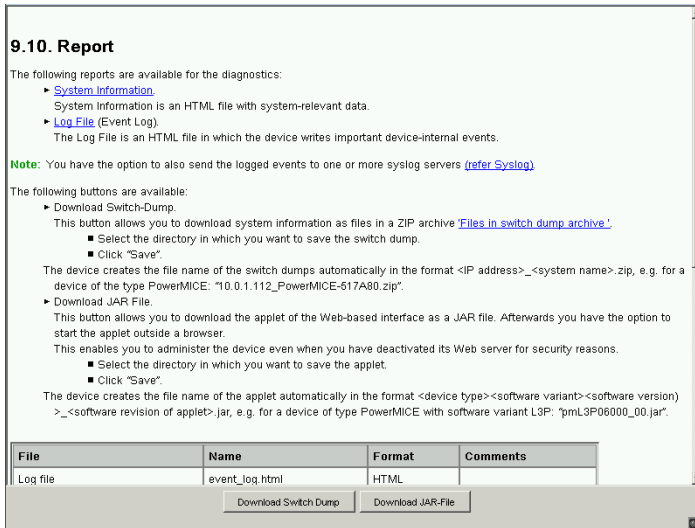 9.10. Report
The following reports are available for the diagnostics:
► System Information.
System Information is an HTML file with system-relevant data.
► Log File (Event Log).
The Log File is an HTML file in which the device writes important device-internal events.
Note: You have the option to also send the logged events to one or more syslog servers (refer Syslog).
The following buttons are available:
► Download Switch-Dump.
This button allows you to download system information as files in a ZIP archive 'Files in switch dump archive '.
■ Select the directory in which you want to save the switch dump.
■ Click "Save".
The device creates the file name of the switch dumps automatically in the format <IP address>_<system name>.zip, e.g. for a
device of the type PowerMICE: "10.0.1.112_PowerMICE-517A80.zip".
► Download JAR File.
This button allows you to download the applet of the Web-based interface as a JAR file. Afterwards you have the option to
start the applet outside a browser.
This enables you to administer the device even when you have deactivated its Web server for security reasons.
■ Select the directory in which you want to save the applet.
■ Click "Save".
The device creates the file name of the applet automatically in the format <device type><software variant><software version)
>_<software revision of applet>.jar, e.g. for a device of type PowerMICE with software variant L3P: "pmL3P06000_00.jar".
File Name Format Comments
Log file event_log.html HTML
Download Switch Dump Download JAR-File